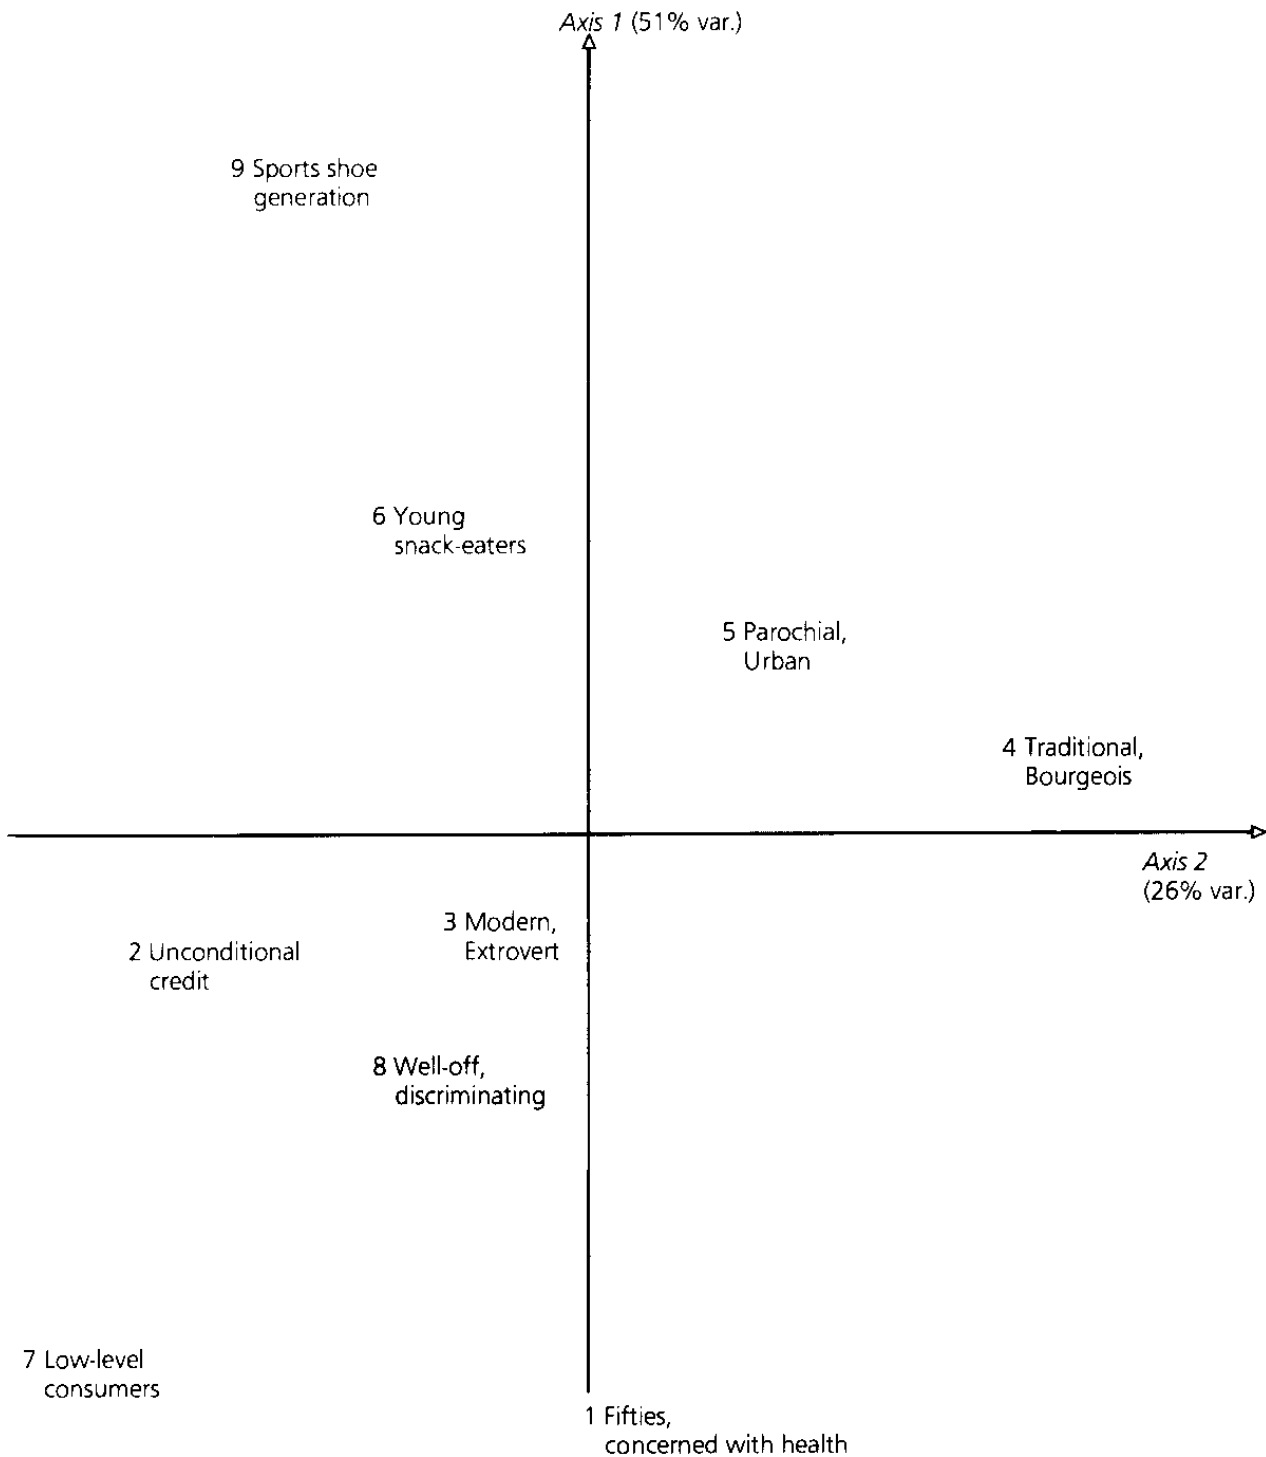 Axis 1 (51% var.)
9 Sports shoe
generation
6 Young
snack-eaters
5 Parochial,
Urban
4 Traditional,
Bourgeois
Axis 2
(26% var.)
3 Modern,
Extrovert
2 Unconditional
credit
8 Well-off,
discriminating
7 Low-level
consumers
1 Fifties,
concerned with health